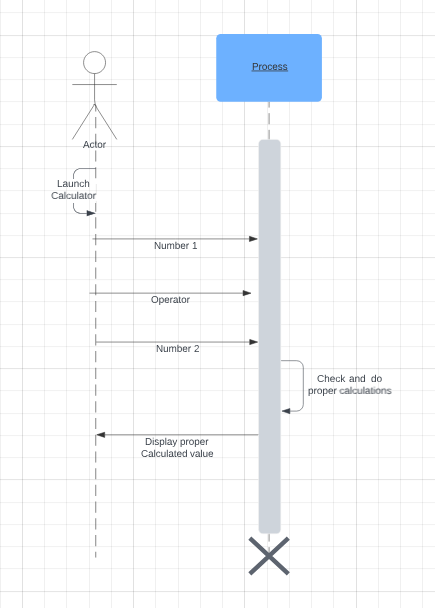 Process
Actor
Launch
Calculator
Number 1
Operator
Number 2
Check and do
proper calculations
Display proper
Calculated value